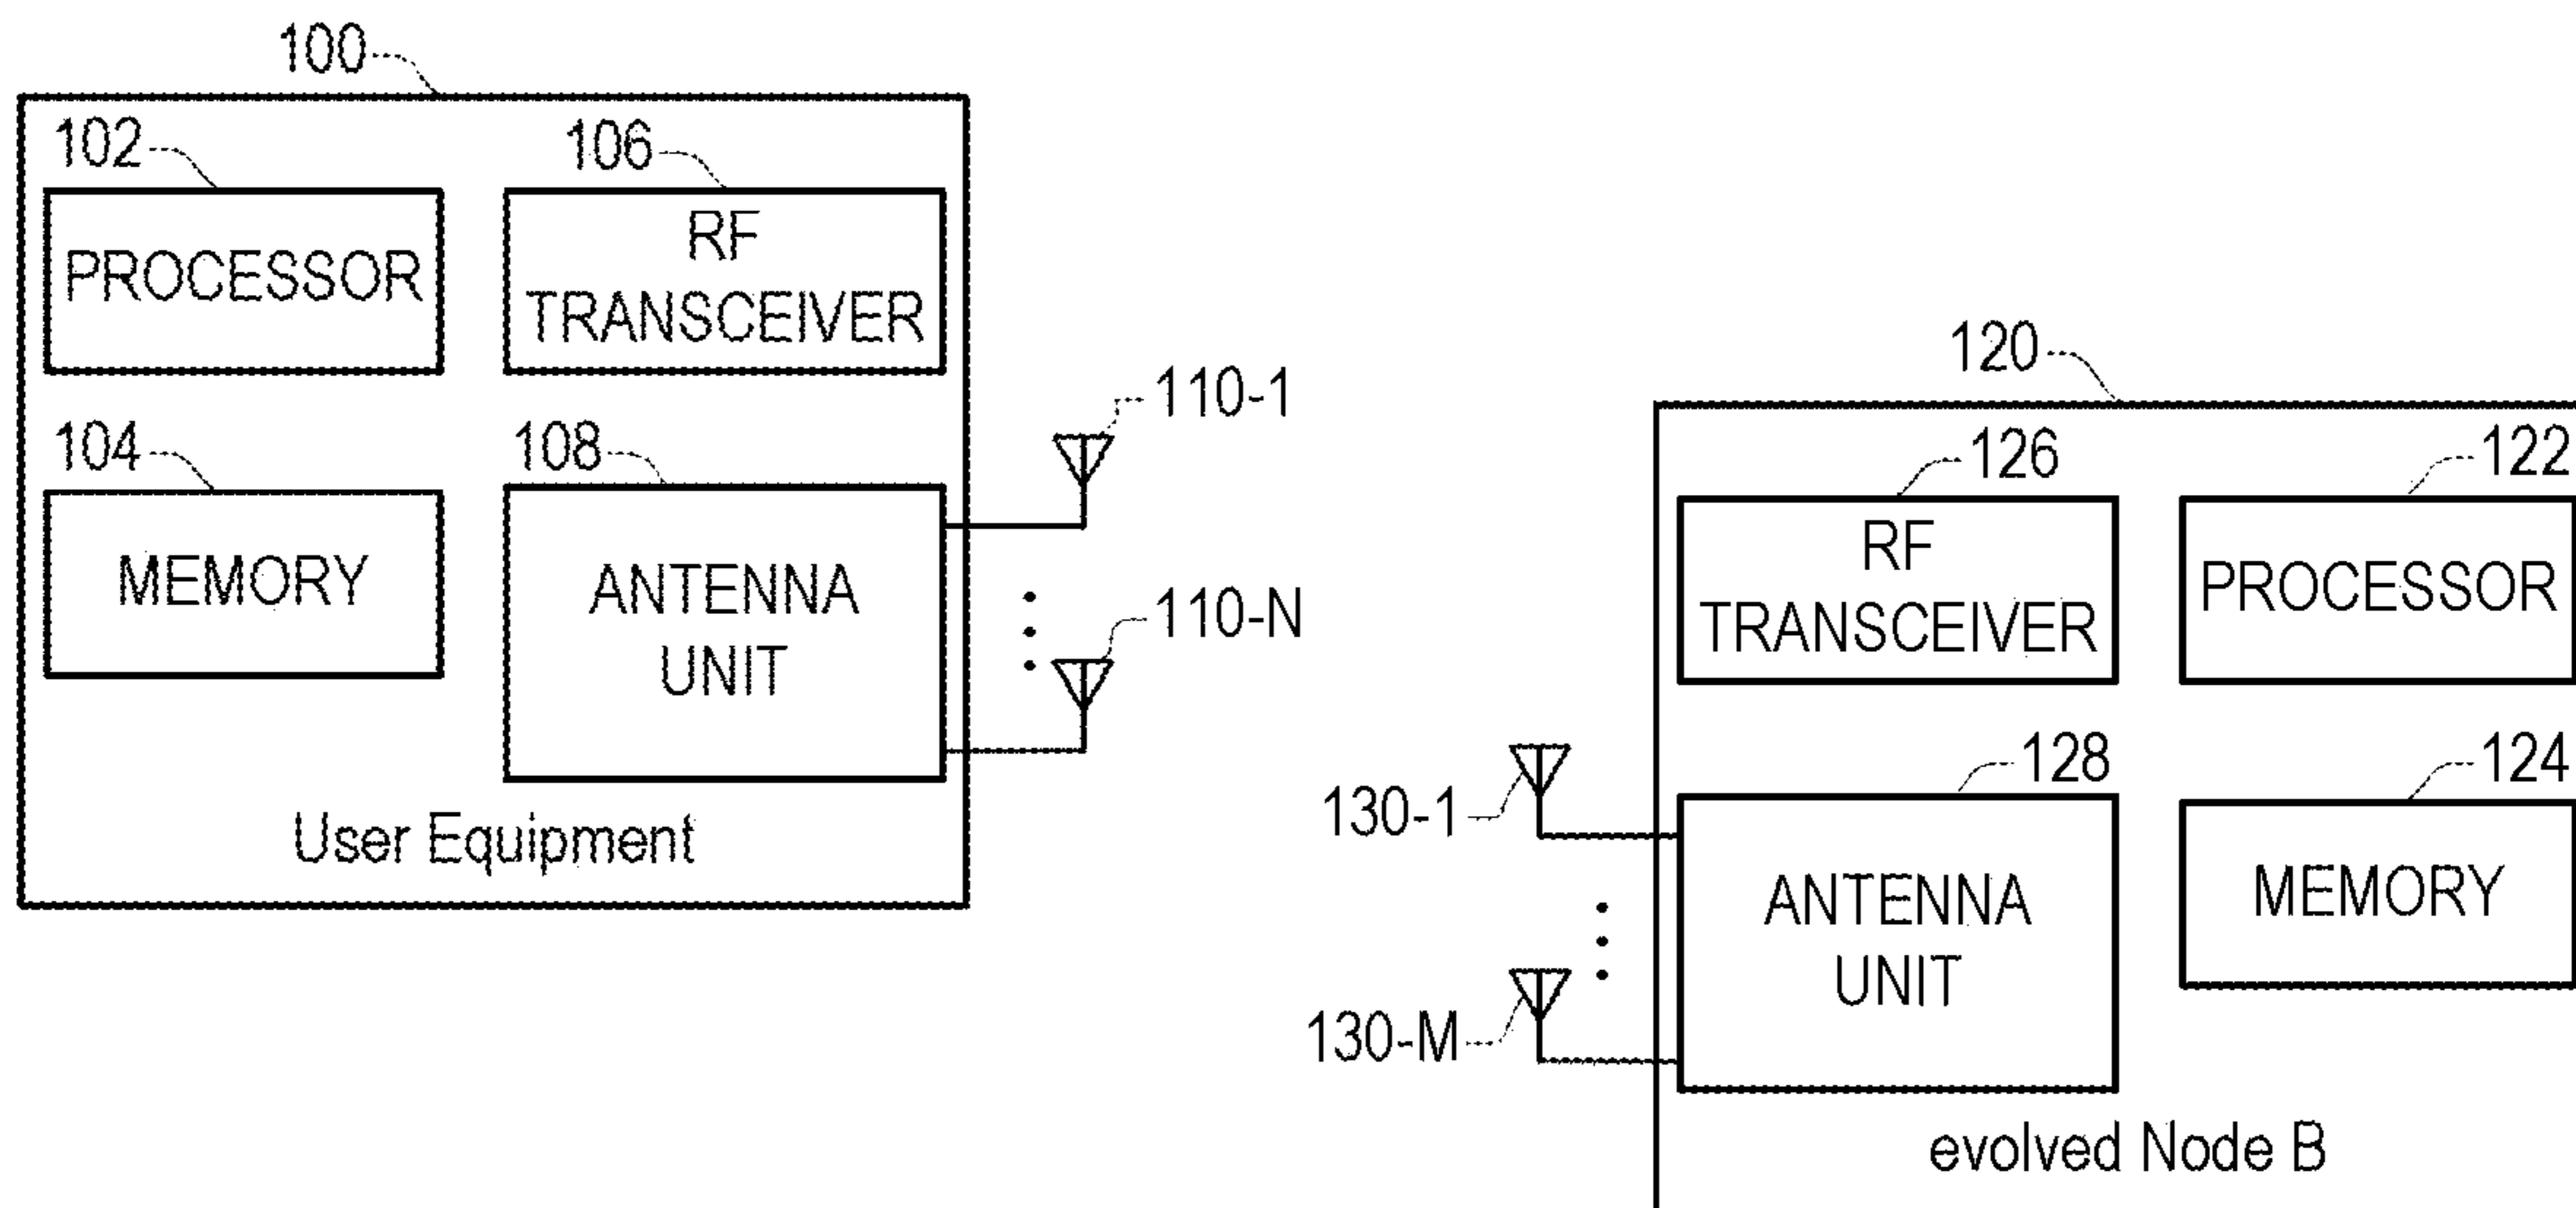 100
102
106
PROCESSOR
RF
TRANSCEIVER
104
108
MEMORY
ANTENNA
UNIT
110-1
110-N
User Equipment
120
126
122
RF
TRANSCEIVER
PROCESSOR
130-1
128
124
ANTENNA
UNIT
MEMORY
130-M
evolved Node B